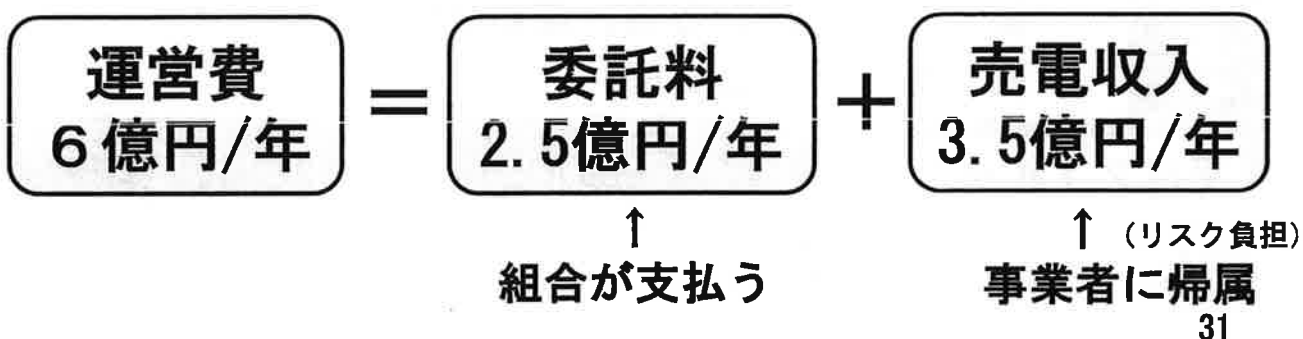 運営費
6億円/年
=
委託料
2.5億円/年
+
売電収入
3.5億円/年
↑
組合が支払う
↑ (リスク負担)
事業者に帰属
31